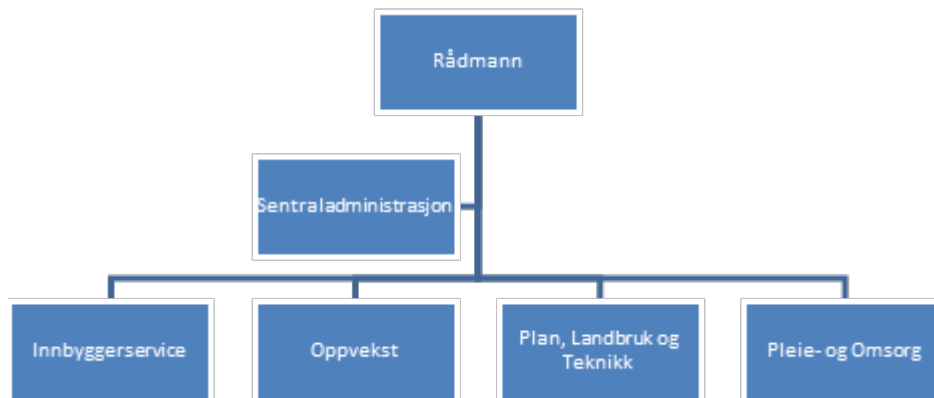 Rådmann
Sentraladministrasjon
Innbyggerservice
Oppvekst
Plan, Landbruk og
Teknikk
Pleie- og Omsorg